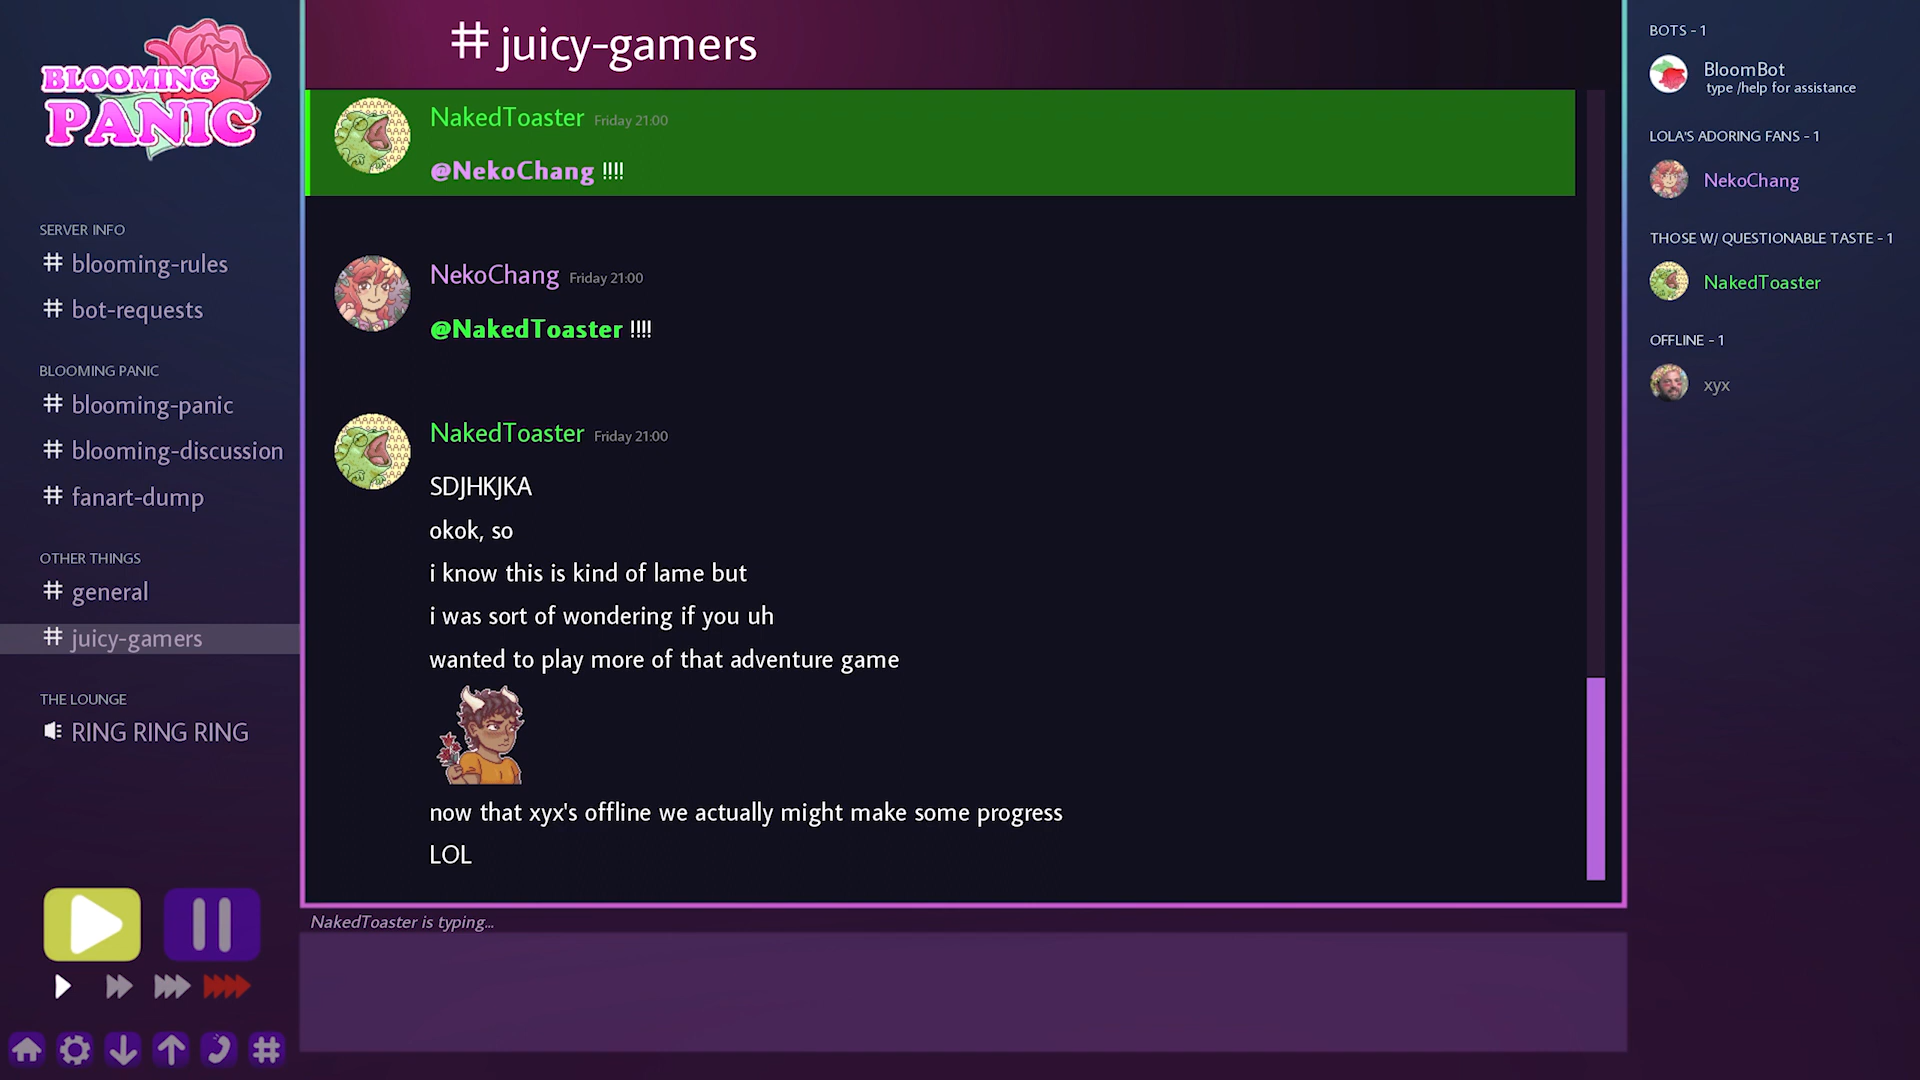 BLOOMING
PANIC
SERVER INFO
# blooming-rules
# bot-requests
BLOOMING PANIC
# blooming-panic
# blooming-discussion
# fanart-dump
OTHER THINGS
# general
# juicy-gamers
THE LOUNGE
RING RING RING
# juicy-gamers
NakedToaster Friday 21:00
@NekoChang !!!!
NekoChang Friday 21:00
@NakedToaster !!!!
NakedToaster Friday 21:00
SDJHKJKA
okok, so
i know this is kind of lame but
i was sort of wondering if you uh
wanted to play more of that adventure game
now that xyx's offline we actually might make some progress
LOL
NakedToaster is typing...
BOTS - 1
BloomBot
type /help for assistance
LOLA'S ADORING FANS - 1
NekoChang
THOSE W/ QUESTIONABLE TASTE - 1
NakedToaster
OFFLINE - 1
xyx